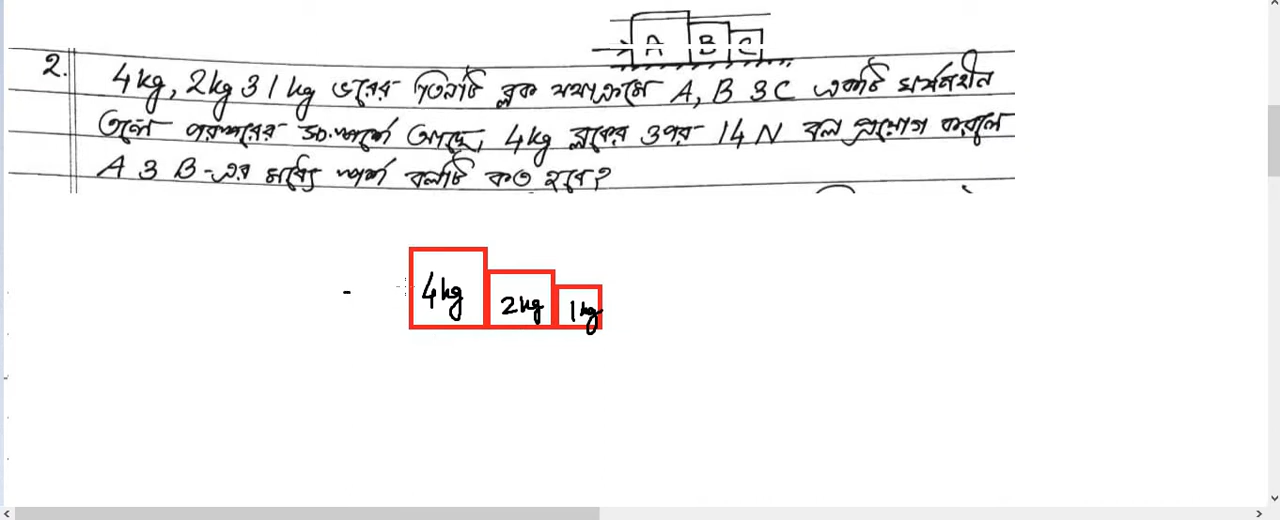 A B C
2. 4kg, 2kg ও 1kg ভরের তিনটি ব্লক যথাক্রমে A, B ও C একটি ঘর্ষনহীন
তলে পরস্পরের সংস্পর্শে আছে, 4kg ব্লকের ওপর 14N বল প্রয়োগ করলে
A ও B-এর মধ্যে স্পর্শ বলটি কত হবে?
4kg 2kg 1kg